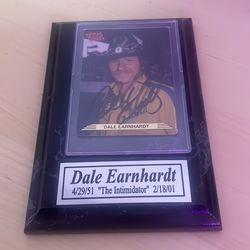 DALE EARNHARDT
Dale Earnhardt
4/29/51 "The Intimidator" 2/18/01